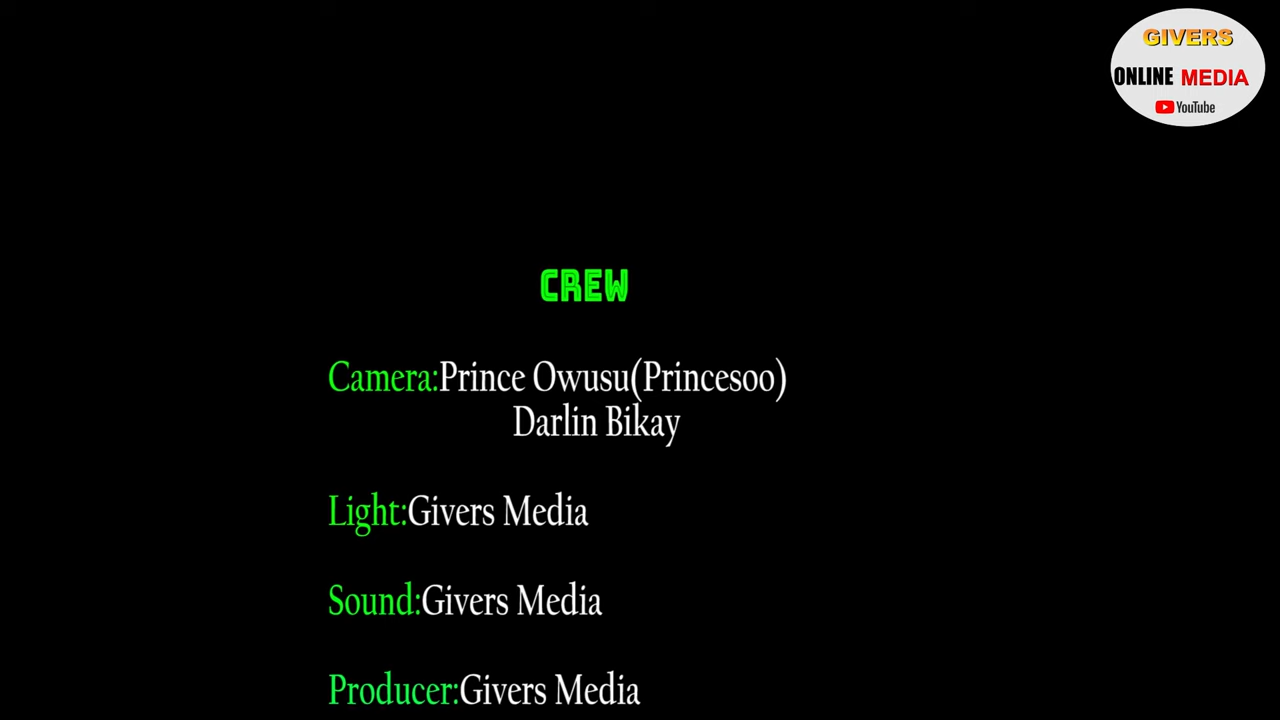 GIVERS
ONLINE MEDIA
YouTube
CREW
Camera:Prince Owusu(Princesoo)
Darlin Bikay
Light:Givers Media
Sound:Givers Media
Producer:Givers Media